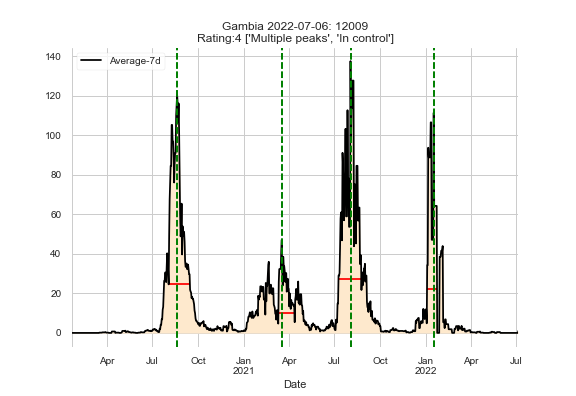 Gambia 2022-07-06: 12009
Rating:4 ['Multiple peaks', 'In control']
Average-7d
140
120
100
80
60
40
20
0
Apr Jul Oct Jan Apr Jul Oct Jan Apr Jul
2021 2022
Date